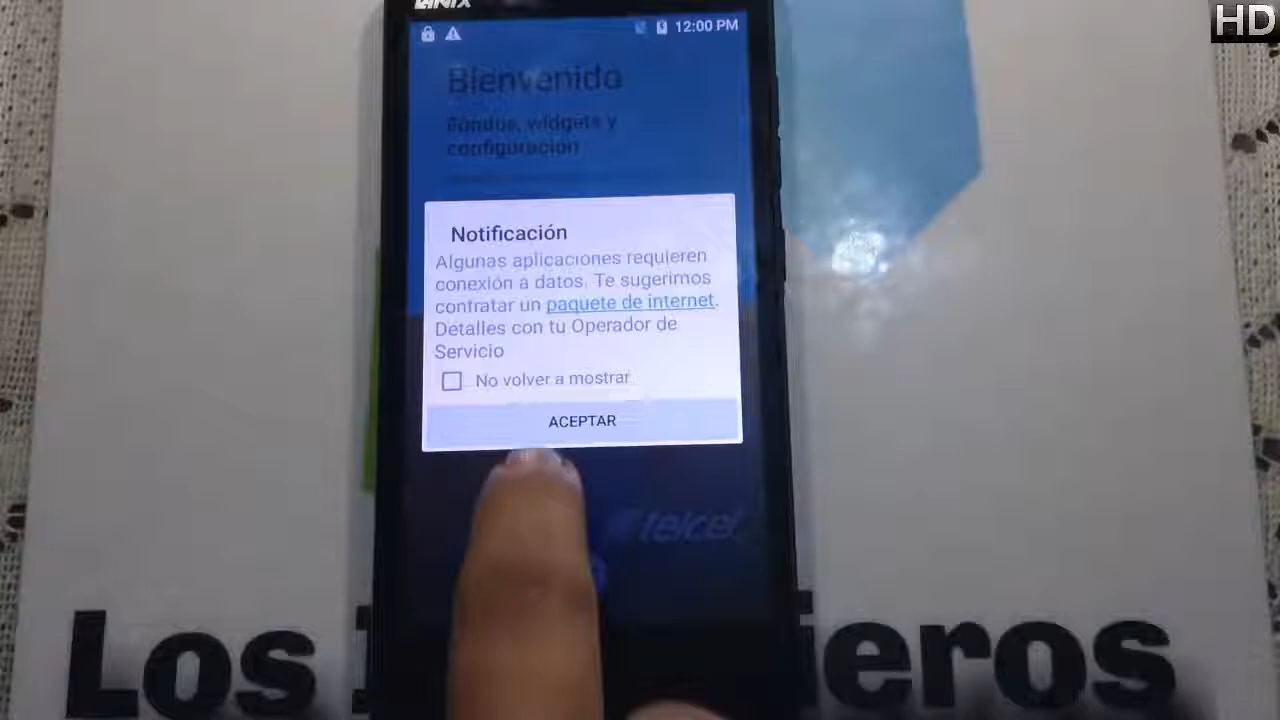 LANIX
HD
12:00 PM
Bienvenido
Fondos, widgets y
configuración
Notificación
Algunas aplicaciones requieren
conexión a datos. Te sugerimos
contratar un paquete de internet.
Detalles con tu Operador de
Servicio
No volver a mostrar
ACEPTAR
telcel
Los
eros